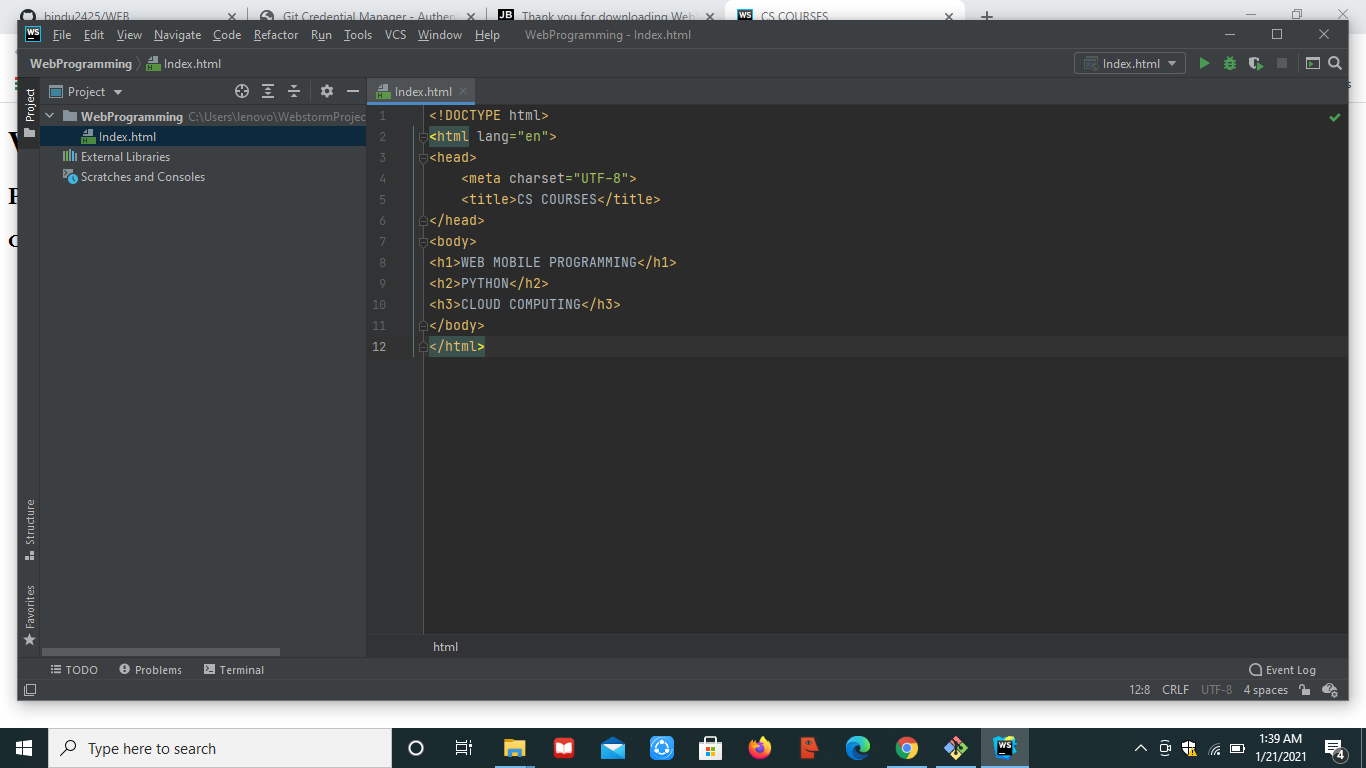 bindu2425/WEB
Git Credential Manager - Authen
JB
Thank you for downloading Web
WS
CS COURSES
WS
File Edit View Navigate Code Refactor Run Tools VCS Window Help WebProgramming - Index.html
WebProgramming Index.html
Index.html
Project
Project
Index.html
WebProgramming C:\Users\lenovo\WebstormProjec
Index.html
External Libraries
Scratches and Consoles
1 <!DOCTYPE html>
2 <html lang="en">
3 <head>
4     <meta charset="UTF-8">
5     <title>CS COURSES</title>
6 </head>
7 <body>
8 <h1>WEB MOBILE PROGRAMMING</h1>
9 <h2>PYTHON</h2>
10 <h3>CLOUD COMPUTING</h3>
11 </body>
12 </html>
Structure
Favorites
html
TODO Problems Terminal
Event Log
12:8 CRLF UTF-8 4 spaces
Type here to search
WS
1:39 AM
1/21/2021
4